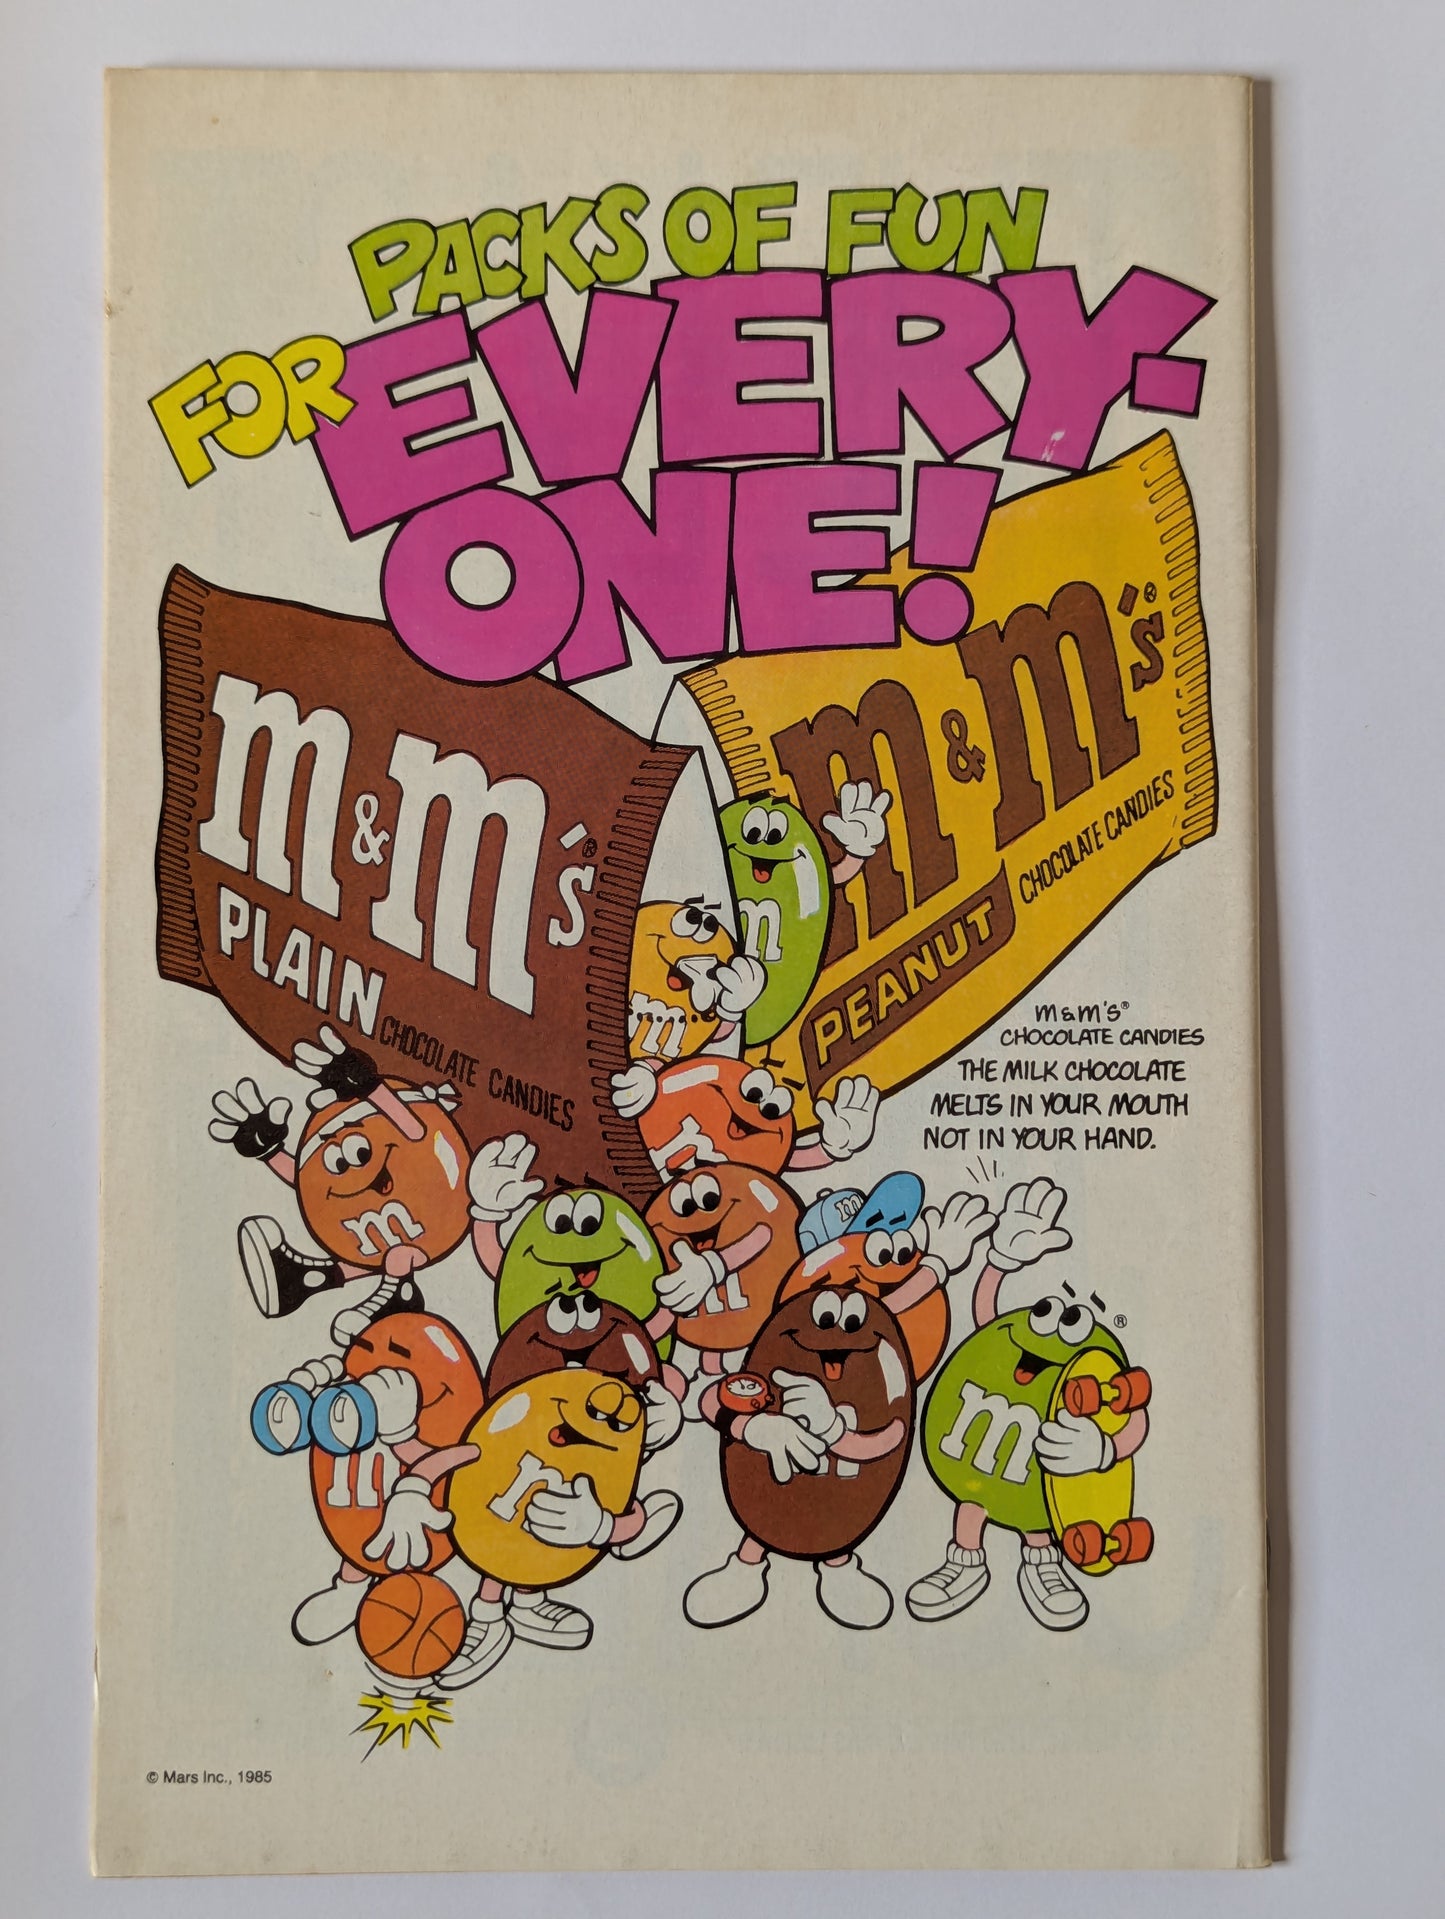 PACKS OF FUN
FOR EVERY-
ONE!
m&m's®
PLAIN
CHOCOLATE CANDIES
m&m's®
PEANUT
CHOCOLATE CANDIES
m&m's®
CHOCOLATE CANDIES
THE MILK CHOCOLATE
MELTS IN YOUR MOUTH
NOT IN YOUR HAND.
m
m
m
m
m
m
m
m
m
®
m
© Mars Inc., 1985